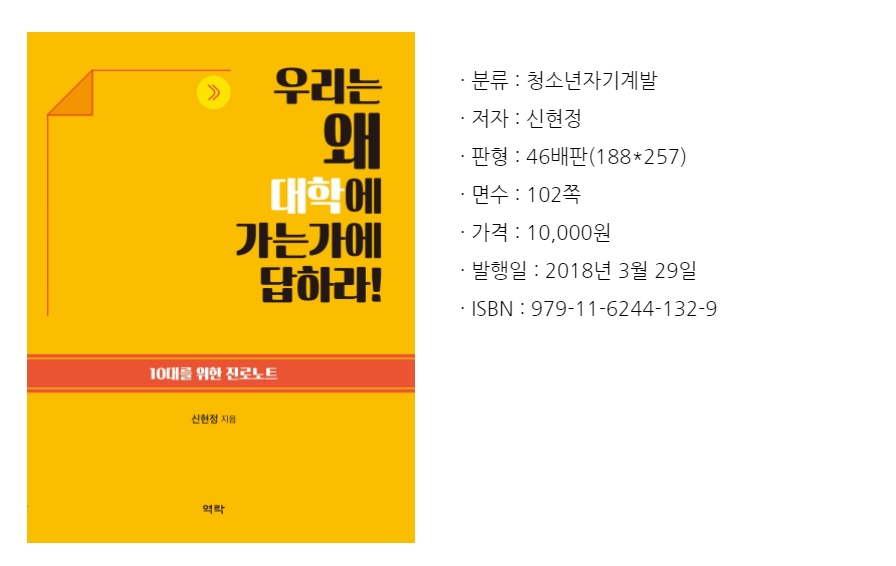 우리는
왜
대학에
가는가에
답하라!
10대를 위한 진로노트
신현정 지음
역락
· 분류 : 청소년자기계발
· 저자 : 신현정
· 판형 : 46배판(188*257)
· 면수 : 102쪽
· 가격 : 10,000원
· 발행일 : 2018년 3월 29일
· ISBN : 979-11-6244-132-9